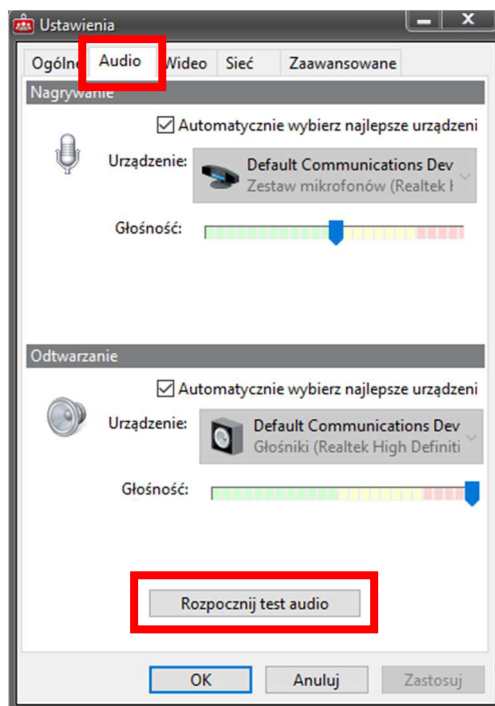 Ustawienia
Ogólne Audio Wideo Sieć Zaawansowane
Nagrywanie
Automatycznie wybierz najlepsze urządzeni
Urządzenie: Default Communications Dev
Zestaw mikrofonów (Realtek H
Głośność:
Odtwarzanie
Automatycznie wybierz najlepsze urządzeni
Urządzenie: Default Communications Dev
Głośniki (Realtek High Definiti
Głośność:
Rozpocznij test audio
OK Anuluj Zastosuj